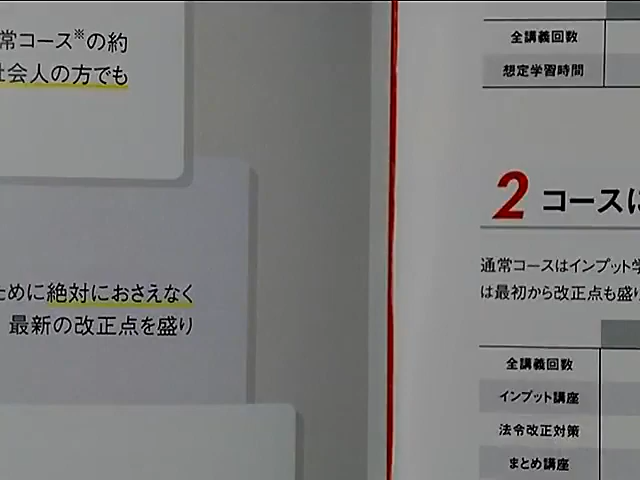 常コース※の約
社会人の方でも
ために絶対におさえなく
最新の改正点を盛り
全講義回数
想定学習時間
2 コースに
通常コースはインプット学
は最初から改正点も盛り
全講義回数
インプット講座
法令改正対策
まとめ講座